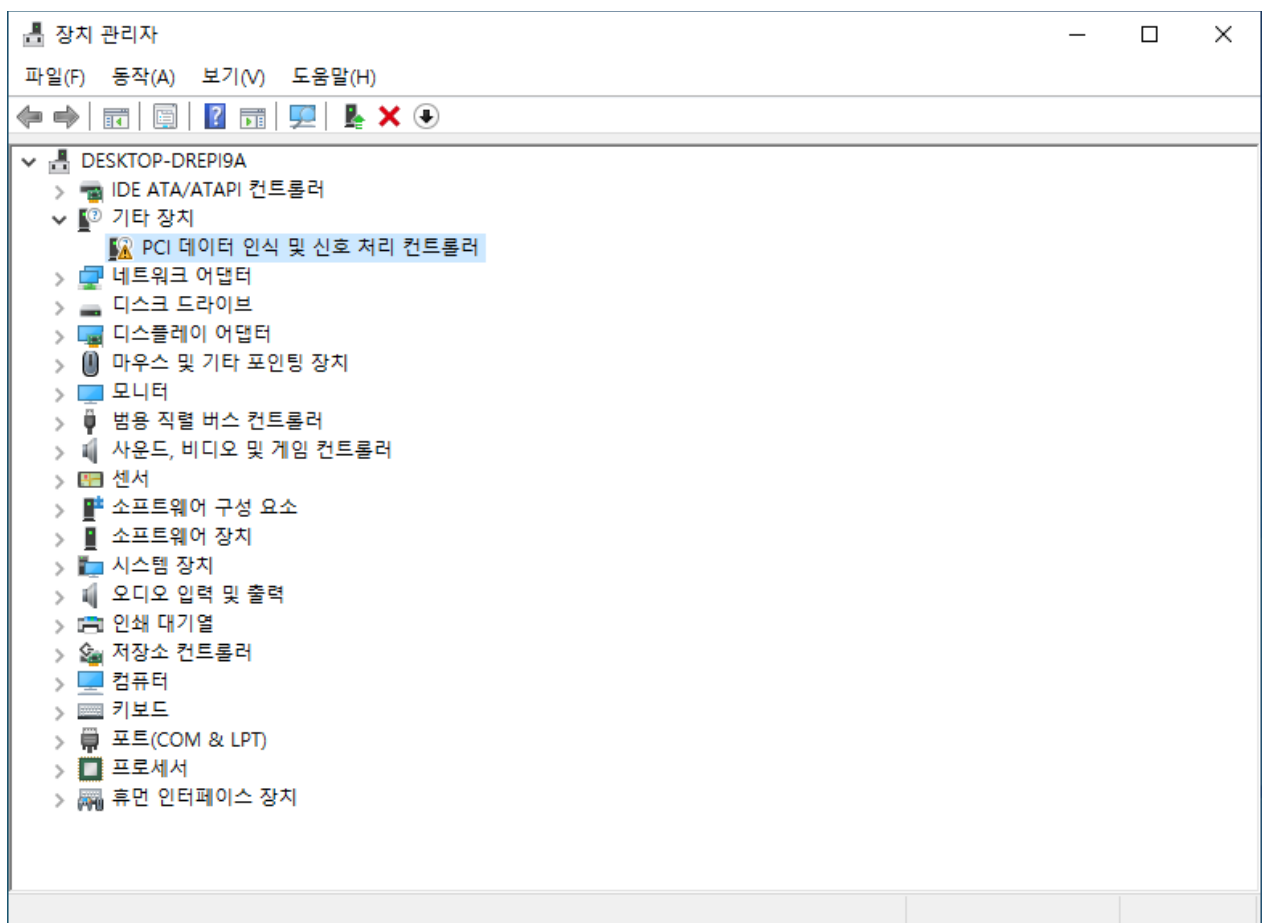 장치 관리자
파일(F) 동작(A) 보기(V) 도움말(H)
DESKTOP-DREPI9A
IDE ATA/ATAPI 컨트롤러
기타 장치
PCI 데이터 인식 및 신호 처리 컨트롤러
네트워크 어댑터
디스크 드라이브
디스플레이 어댑터
마우스 및 기타 포인팅 장치
모니터
범용 직렬 버스 컨트롤러
사운드, 비디오 및 게임 컨트롤러
센서
소프트웨어 구성 요소
소프트웨어 장치
시스템 장치
오디오 입력 및 출력
인쇄 대기열
저장소 컨트롤러
컴퓨터
키보드
포트(COM & LPT)
프로세서
휴먼 인터페이스 장치